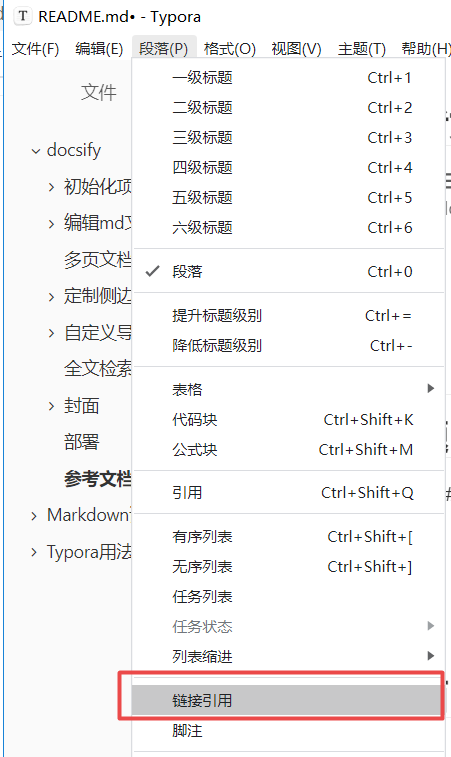 T README.md• - Typora
文件(F) 编辑(E) 段落(P) 格式(O) 视图(V) 主题(T) 帮助(H)
文件
docsify
初始化项
编辑md
多页文档
定制侧边
自定义导
全文检索
封面
部署
参考文档
Markdown
Typora用法
一级标题 Ctrl+1
二级标题 Ctrl+2
三级标题 Ctrl+3
四级标题 Ctrl+4
五级标题 Ctrl+5
六级标题 Ctrl+6
段落 Ctrl+0
提升标题级别 Ctrl+=
降低标题级别 Ctrl+-
表格
代码块 Ctrl+Shift+K
公式块 Ctrl+Shift+M
引用 Ctrl+Shift+Q
有序列表 Ctrl+Shift+[
无序列表 Ctrl+Shift+]
任务列表
任务状态
列表缩进
链接引用
脚注